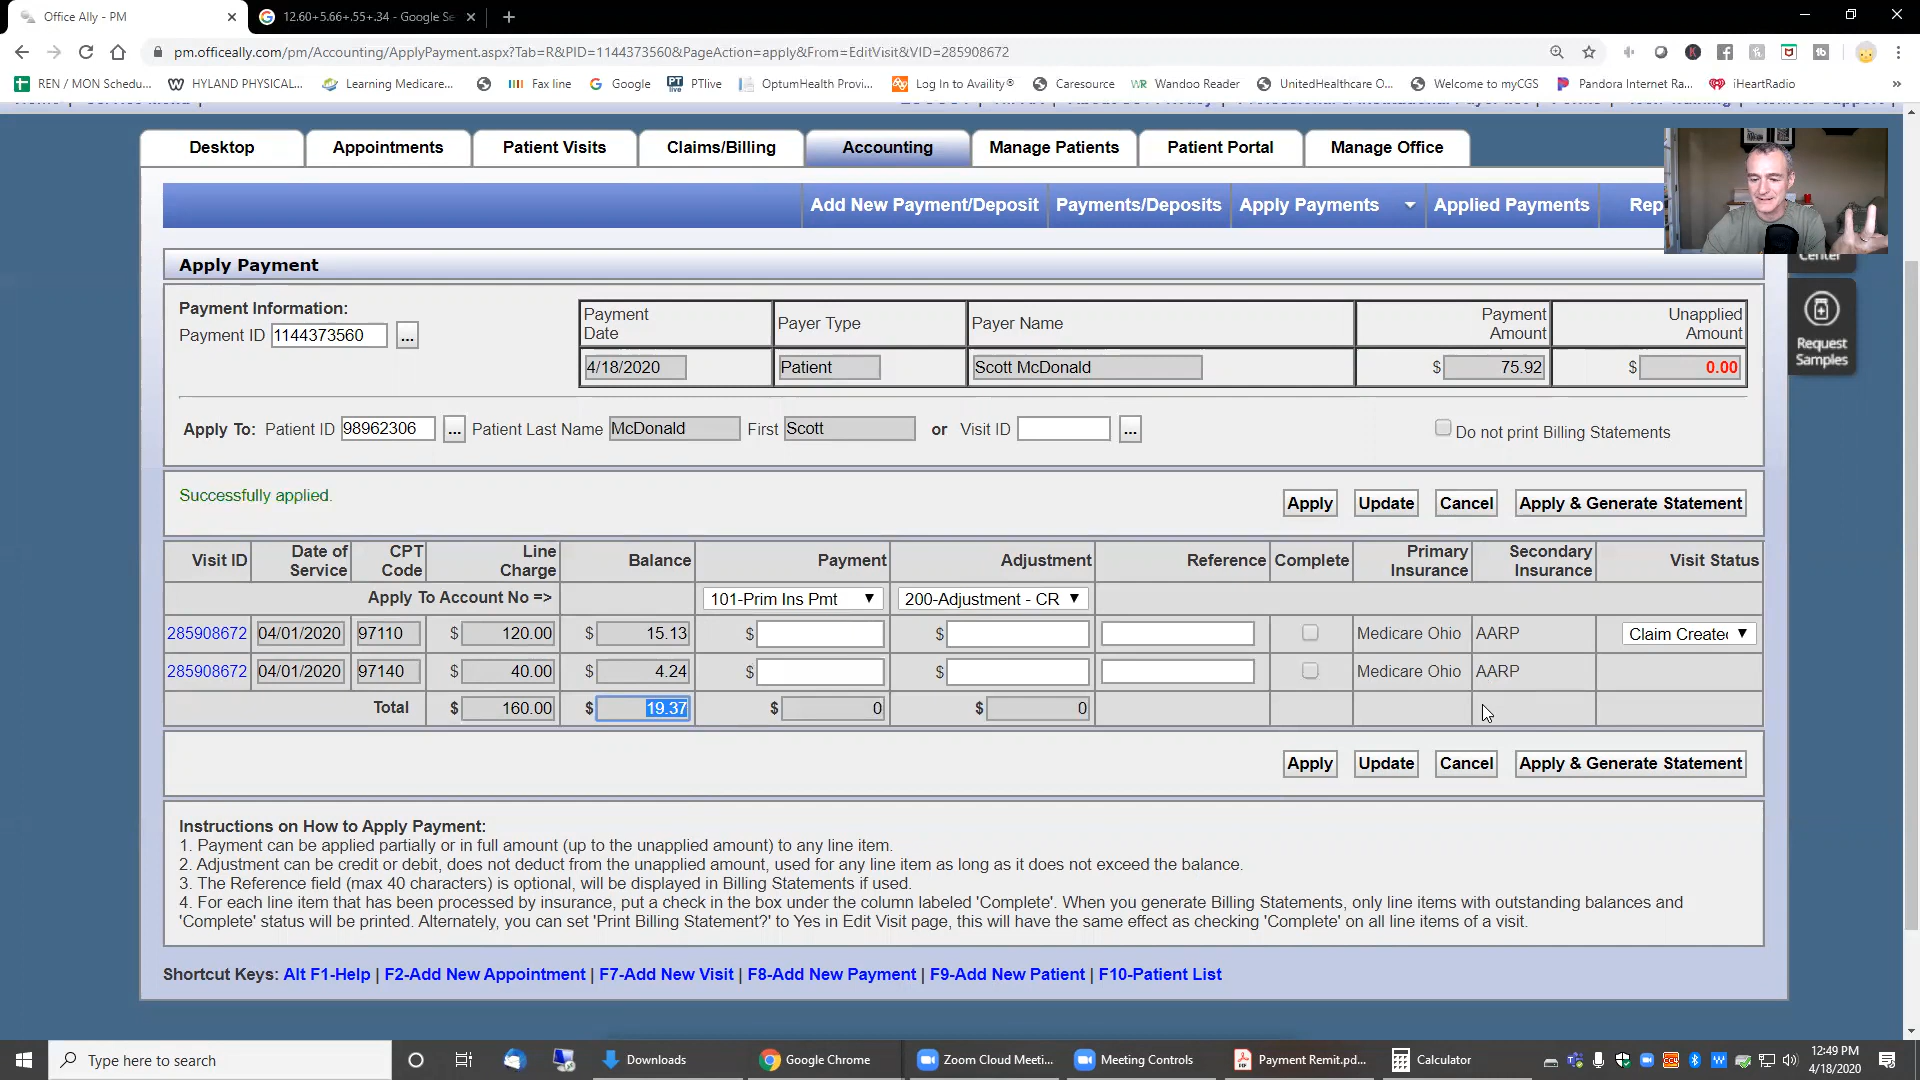 Office Ally - PM
12.60+5.66+.55+.34 - Google Se
pm.officeally.com/pm/Accounting/ApplyPayment.aspx?Tab=R&PID=1144373560&PageAction=apply&From=EditVisit&VID=285908672
REN / MON Schedu... HYLAND PHYSICAL... Learning Medicare... Fax line Google PTlive OptumHealth Provi... Log In to Availity® Caresource Wandoo Reader UnitedHealthcare O... Welcome to myCGS Pandora Internet Ra... iHeartRadio »
Desktop Appointments Patient Visits Claims/Billing Accounting Manage Patients Patient Portal Manage Office
Add New Payment/Deposit Payments/Deposits Apply Payments Applied Payments Rep
Center
Request Samples
Apply Payment
Payment Information:
Payment ID 1144373560 ...
Payment Date Payer Type Payer Name Payment Amount Unapplied Amount
4/18/2020 Patient Scott McDonald $ 75.92 $ 0.00
Apply To: Patient ID 98962306 ... Patient Last Name McDonald First Scott or Visit ID ... Do not print Billing Statements
Successfully applied.
Apply Update Cancel Apply & Generate Statement
Visit ID Date of Service CPT Code Line Charge Balance Payment Adjustment Reference Complete Primary Insurance Secondary Insurance Visit Status
Apply To Account No => 101-Prim Ins Pmt 200-Adjustment - CR
285908672 04/01/2020 97110 $ 120.00 $ 15.13 $ $ Medicare Ohio AARP Claim Created
285908672 04/01/2020 97140 $ 40.00 $ 4.24 $ $ Medicare Ohio AARP
Total $ 160.00 $ 19.37 $ 0 $ 0
Apply Update Cancel Apply & Generate Statement
Instructions on How to Apply Payment:
1. Payment can be applied partially or in full amount (up to the unapplied amount) to any line item.
2. Adjustment can be credit or debit, does not deduct from the unapplied amount, used for any line item as long as it does not exceed the balance.
3. The Reference field (max 40 characters) is optional, will be displayed in Billing Statements if used.
4. For each line item that has been processed by insurance, put a check in the box under the column labeled 'Complete'. When you generate Billing Statements, only line items with outstanding balances and
'Complete' status will be printed. Alternately, you can set 'Print Billing Statement?' to Yes in Edit Visit page, this will have the same effect as checking 'Complete' on all line items of a visit.
Shortcut Keys: Alt F1-Help | F2-Add New Appointment | F7-Add New Visit | F8-Add New Payment | F9-Add New Patient | F10-Patient List
Type here to search Downloads Google Chrome Zoom Cloud Meeti... Meeting Controls Payment Remit.pd... Calculator 12:49 PM
4/18/2020